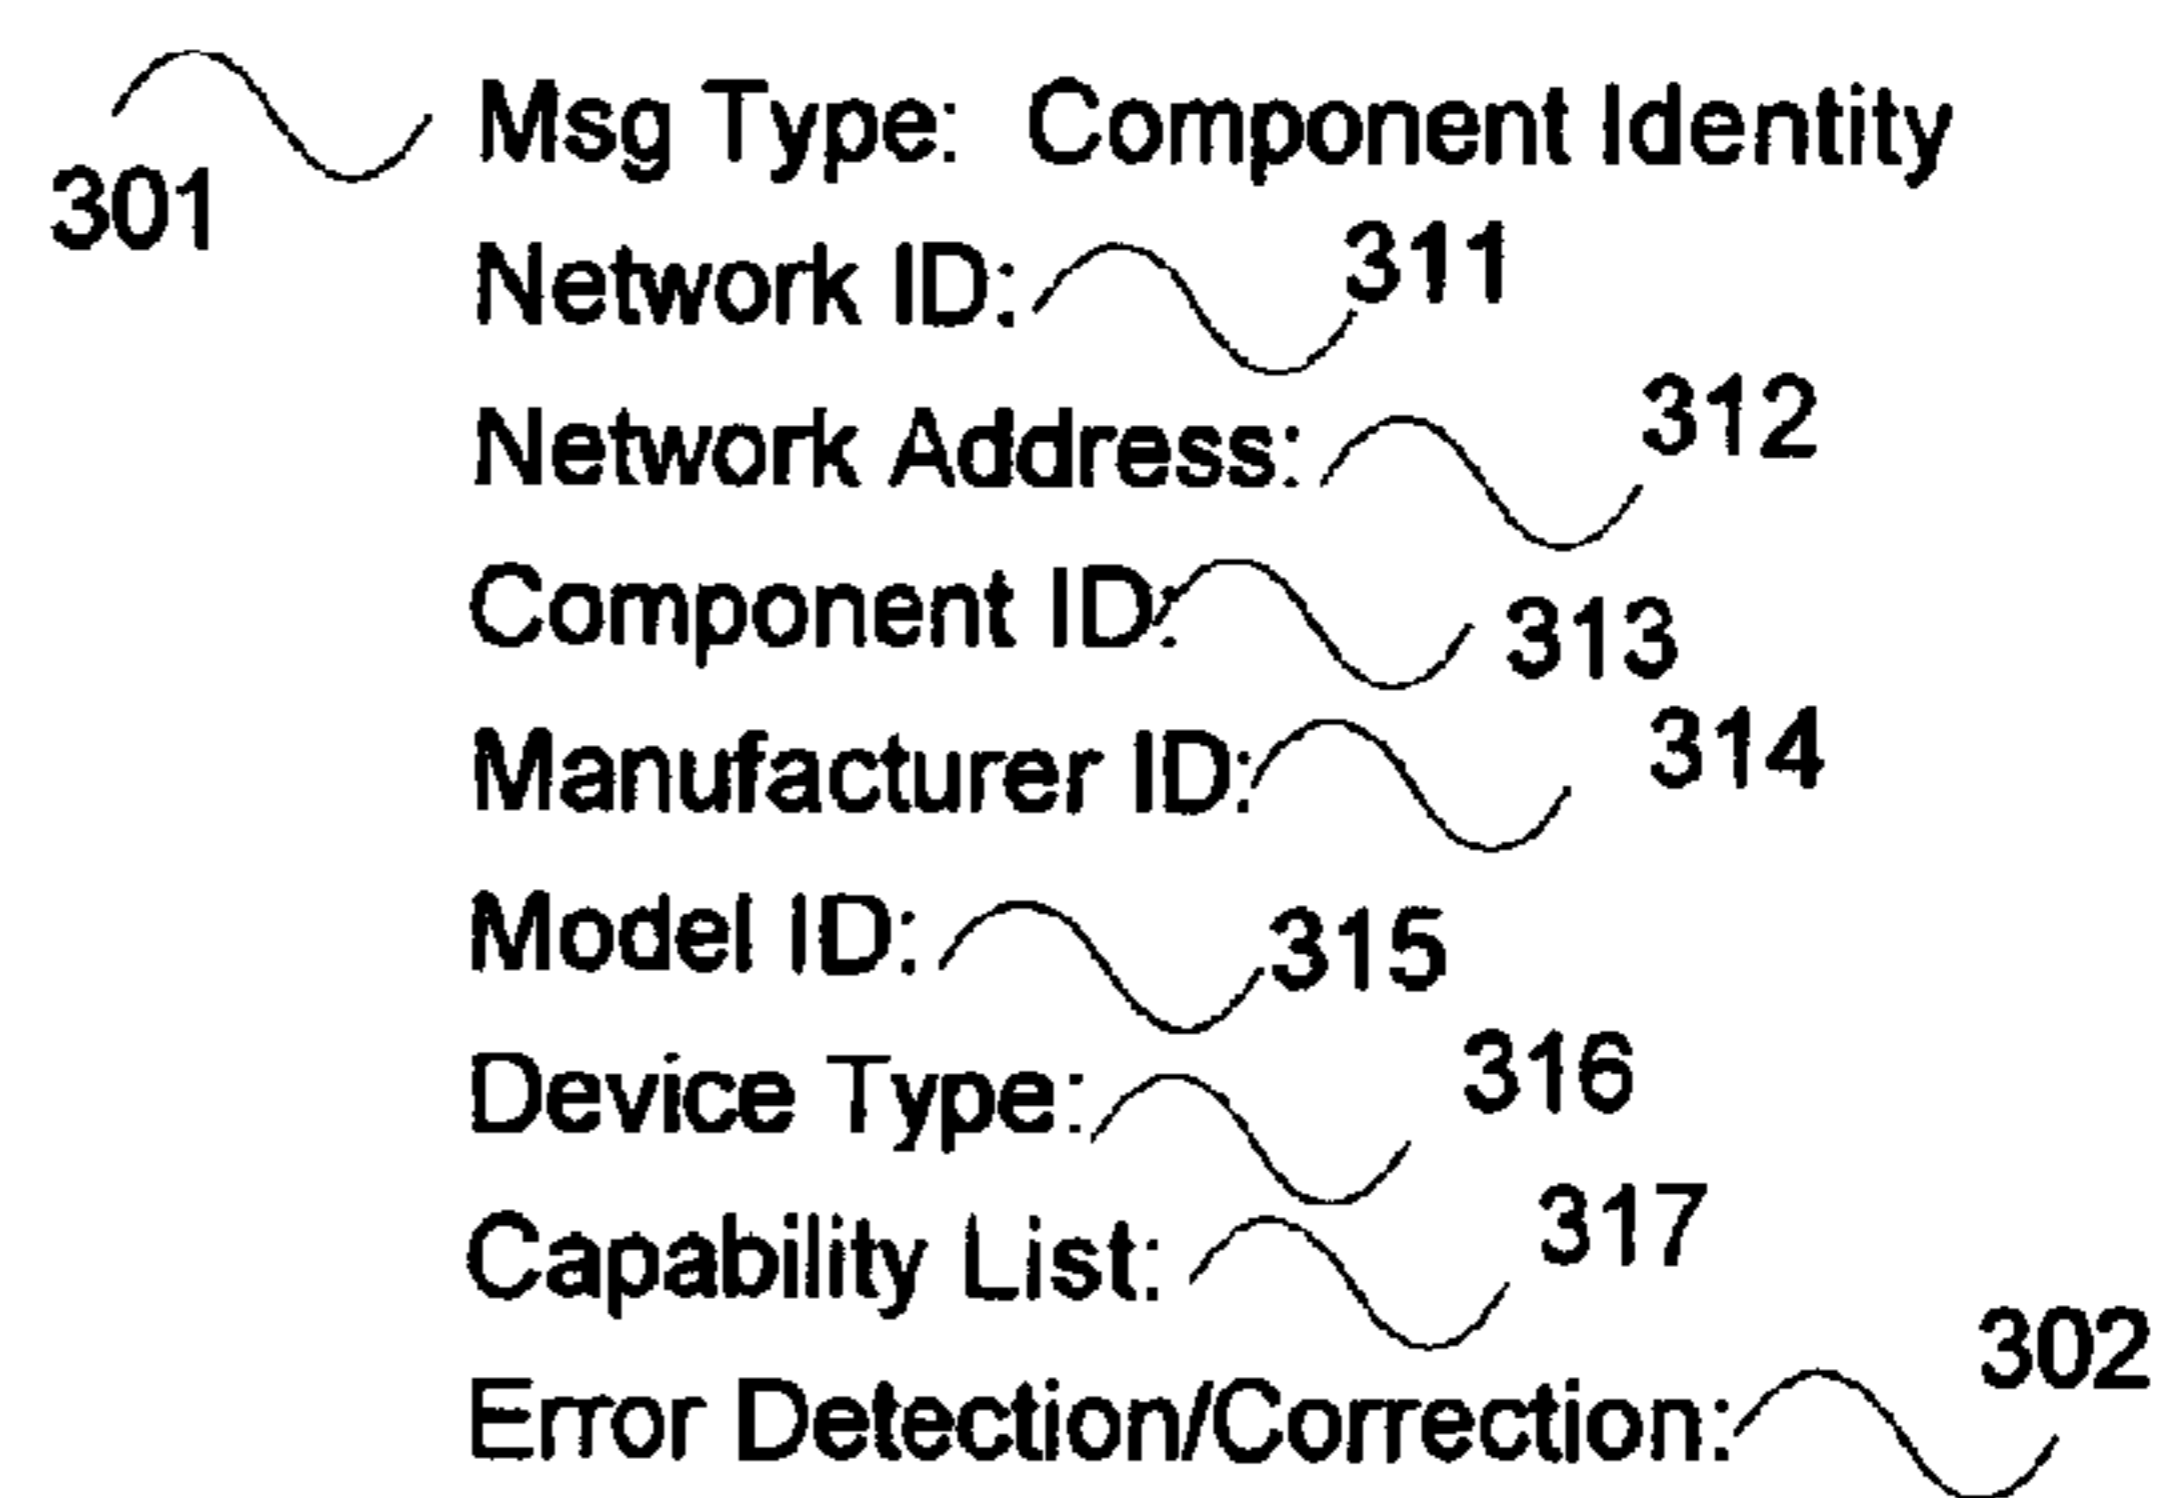 301 Msg Type: Component Identity
Network ID: 311
Network Address: 312
Component ID: 313
Manufacturer ID: 314
Model ID: 315
Device Type: 316
Capability List: 317
Error Detection/Correction: 302